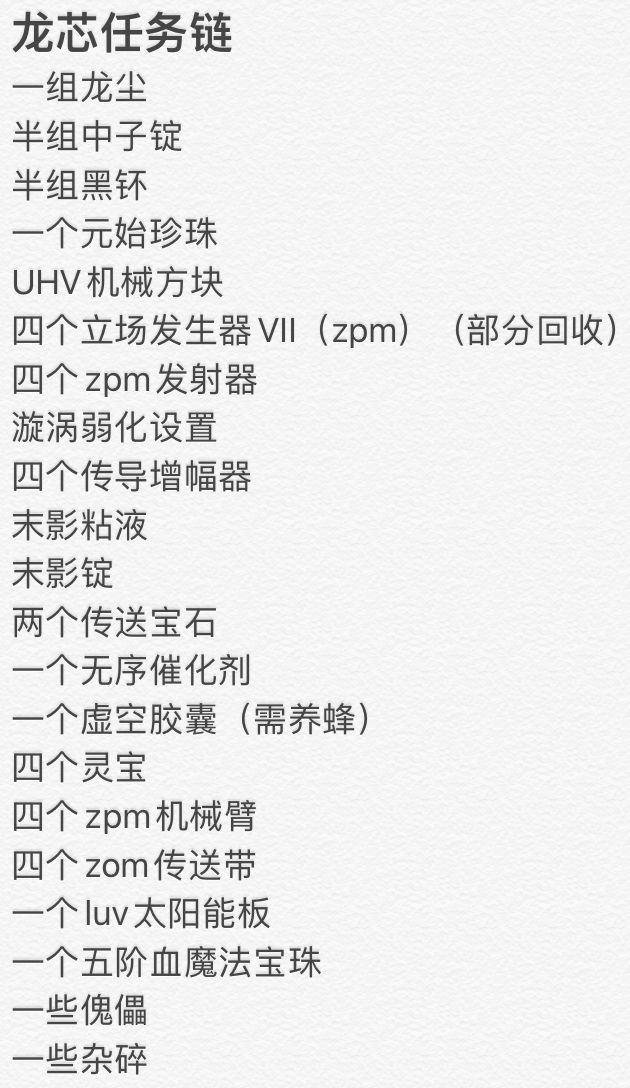 龙芯任务链
一组龙尘
半组中子锭
半组黑钚
一个元始珍珠
UHV机械方块
四个立场发生器VII（zpm）（部分回收）
四个zpm发射器
漩涡弱化设置
四个传导增幅器
末影粘液
末影锭
两个传送宝石
一个无序催化剂
一个虚空胶囊（需养蜂）
四个灵宝
四个zpm机械臂
四个zom传送带
一个luv太阳能板
一个五阶血魔法宝珠
一些傀儡
一些杂碎